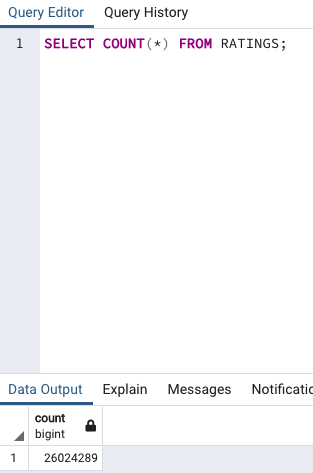 Query Editor Query History
1 SELECT COUNT(*) FROM RATINGS;
Data Output Explain Messages Notificatio
count
bigint
1 26024289